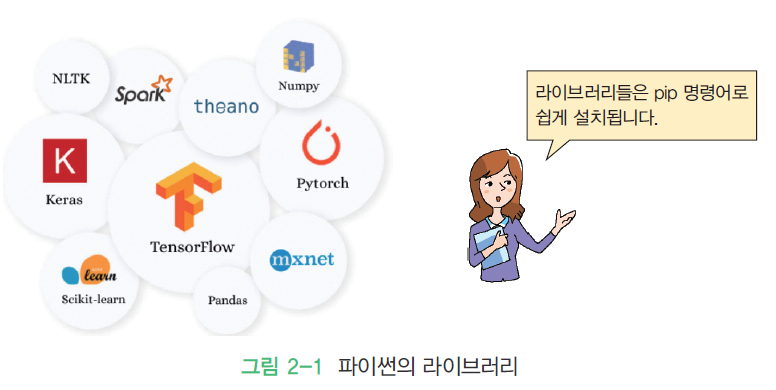 NLTK
Spark
theano
Numpy
K
Keras
TensorFlow
Pytorch
learn
Scikit-learn
Pandas
mxnet
라이브러리들은 pip 명령어로
쉽게 설치됩니다.
그림 2-1 파이썬의 라이브러리